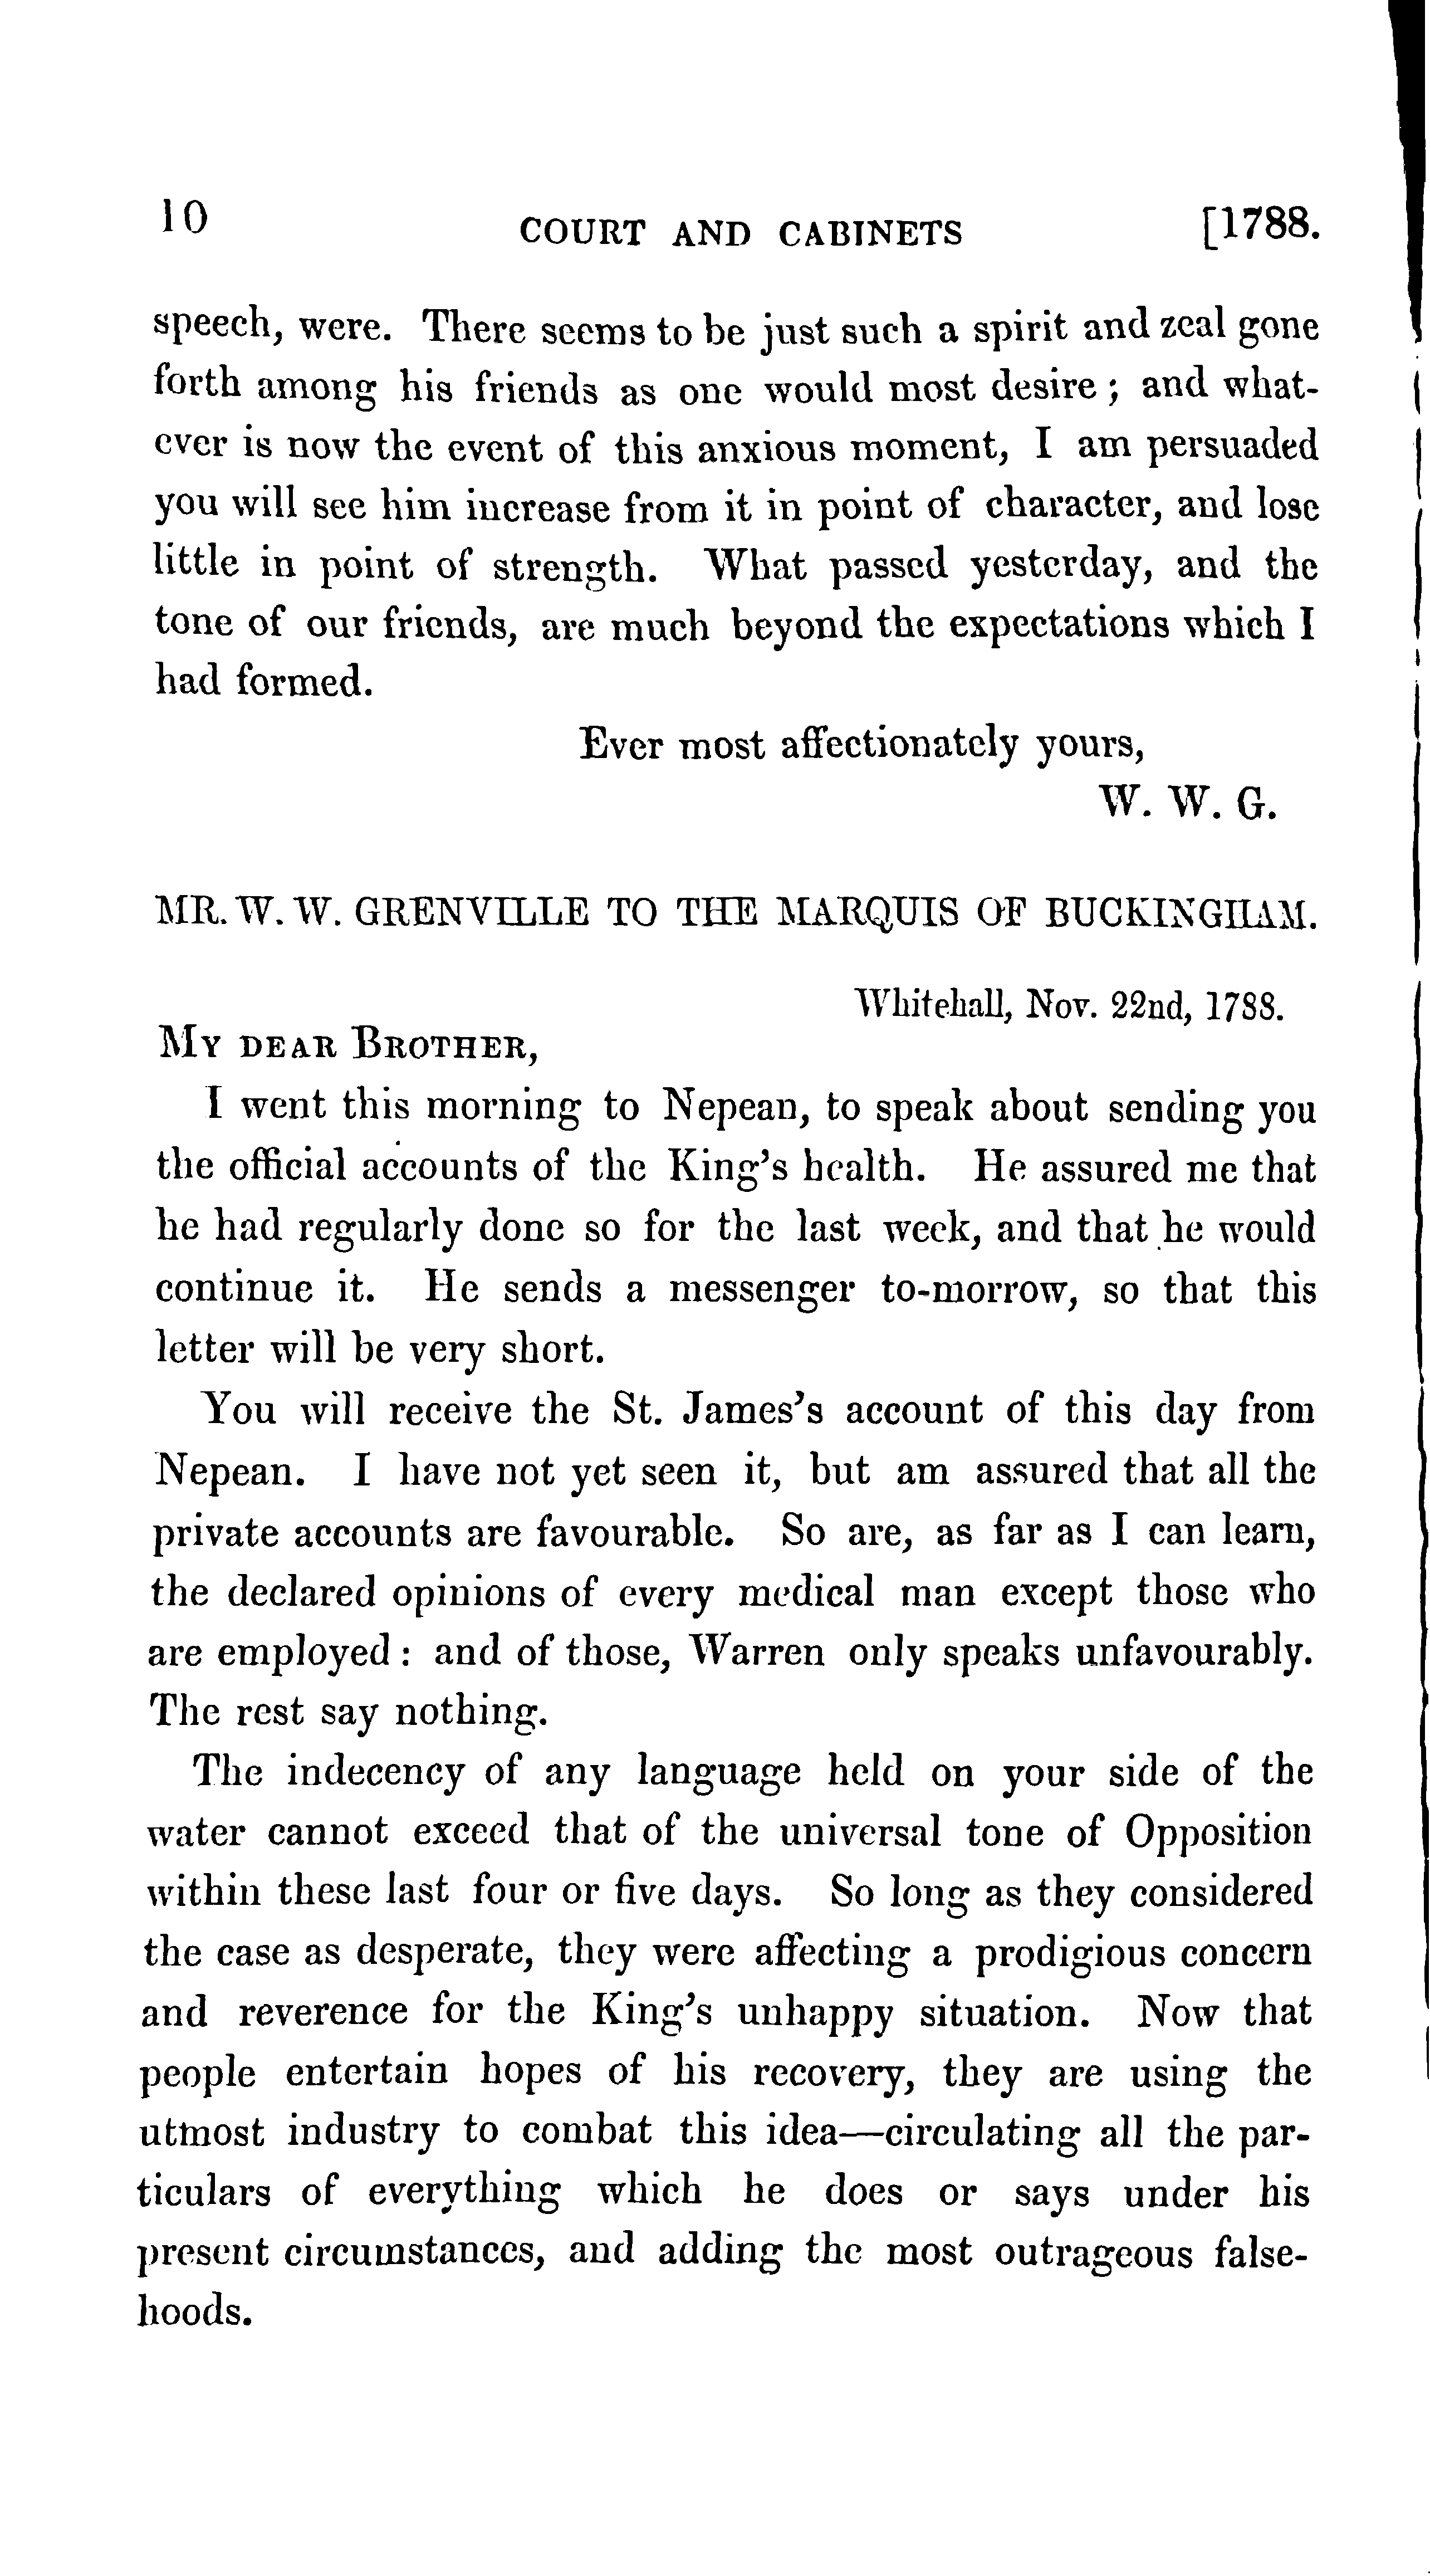 10 COURT AND CABINETS [1788.
speech, were. There seems to be just such a spirit and zeal gone
forth among his friends as one would most desire; and what-
ever is now the event of this anxious moment, I am persuaded
you will see him increase from it in point of character, and lose
little in point of strength. What passed yesterday, and the
tone of our friends, are much beyond the expectations which I
had formed.
Ever most affectionately yours,
W. W. G.
MR. W. W. GRENVILLE TO THE MARQUIS OF BUCKINGHAM.
Whitehall, Nov. 22nd, 1788.
MY DEAR BROTHER,
I went this morning to Nepean, to speak about sending you
the official accounts of the King's health. He assured me that
he had regularly done so for the last week, and that he would
continue it. He sends a messenger to-morrow, so that this
letter will be very short.
You will receive the St. James's account of this day from
Nepean. I have not yet seen it, but am assured that all the
private accounts are favourable. So are, as far as I can learn,
the declared opinions of every medical man except those who
are employed: and of those, Warren only speaks unfavourably.
The rest say nothing.
The indecency of any language held on your side of the
water cannot exceed that of the universal tone of Opposition
within these last four or five days. So long as they considered
the case as desperate, they were affecting a prodigious concern
and reverence for the King's unhappy situation. Now that
people entertain hopes of his recovery, they are using the
utmost industry to combat this idea—circulating all the par-
ticulars of everything which he does or says under his
present circumstances, and adding the most outrageous false-
hoods.